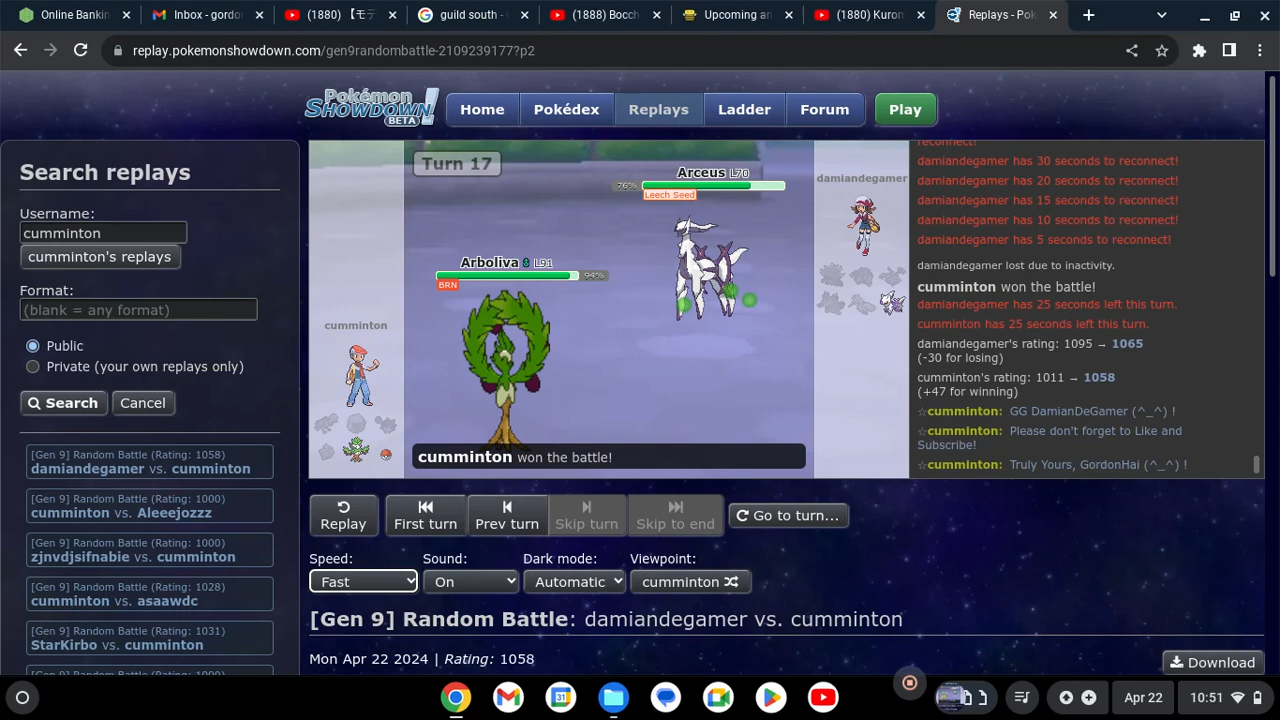 Online Bankin
Inbox - gordo
(1880) 【モデ
guild south - 
(1888) Bocch
Upcoming an
(1880) Kurom
Replays - Pok
replay.pokemonshowdown.com/gen9randombattle-2109239177?p2
Pokémon
SHOWDOWN!
BETA
Home
Pokédex
Replays
Ladder
Forum
Play
Search replays
Username:
cumminton
cumminton's replays
Format:
(blank = any format)
Public
Private (your own replays only)
Search
Cancel
[Gen 9] Random Battle (Rating: 1058)
damiandegamer vs. cumminton
[Gen 9] Random Battle (Rating: 1000)
cumminton vs. Aleeejozzz
[Gen 9] Random Battle (Rating: 1000)
zjnvdjsifnabie vs. cumminton
[Gen 9] Random Battle (Rating: 1028)
cumminton vs. asaawdc
[Gen 9] Random Battle (Rating: 1031)
StarKirbo vs. cumminton
Turn 17
Arceus L70
76%
Leech Seed
damiandegamer
Arboliva L91
94%
BRN
cumminton
cumminton won the battle!
reconnect!
damiandegamer has 30 seconds to reconnect!
damiandegamer has 20 seconds to reconnect!
damiandegamer has 15 seconds to reconnect!
damiandegamer has 10 seconds to reconnect!
damiandegamer has 5 seconds to reconnect!
damiandegamer lost due to inactivity.
cumminton won the battle!
damiandegamer has 25 seconds left this turn.
cumminton has 25 seconds left this turn.
damiandegamer's rating: 1095 → 1065
(-30 for losing)
cumminton's rating: 1011 → 1058
(+47 for winning)
☆cumminton: GG DamianDeGamer (^_^) !
☆cumminton: Please don't forget to Like and
Subscribe!
☆cumminton: Truly Yours, GordonHai (^_^) !
Replay
First turn
Prev turn
Skip turn
Skip to end
Go to turn...
Speed:
Sound:
Dark mode:
Viewpoint:
Fast
On
Automatic
cumminton
[Gen 9] Random Battle: damiandegamer vs. cumminton
Mon Apr 22 2024 | Rating: 1058
Download
Apr 22
10:51